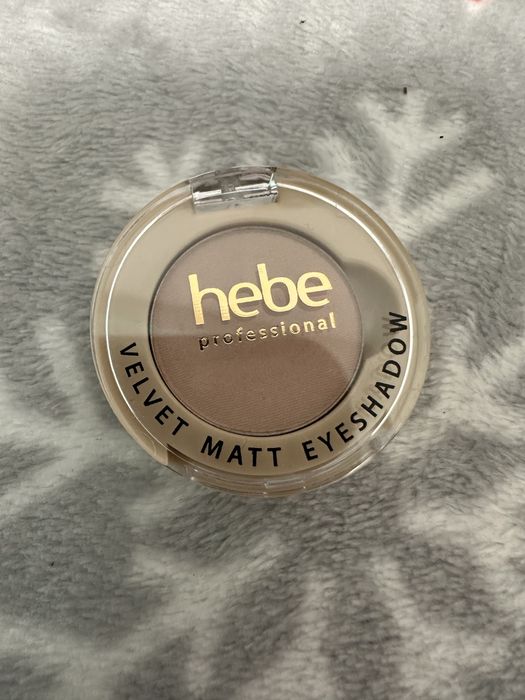 hebe
professional
VELVET MATT EYESHADOW